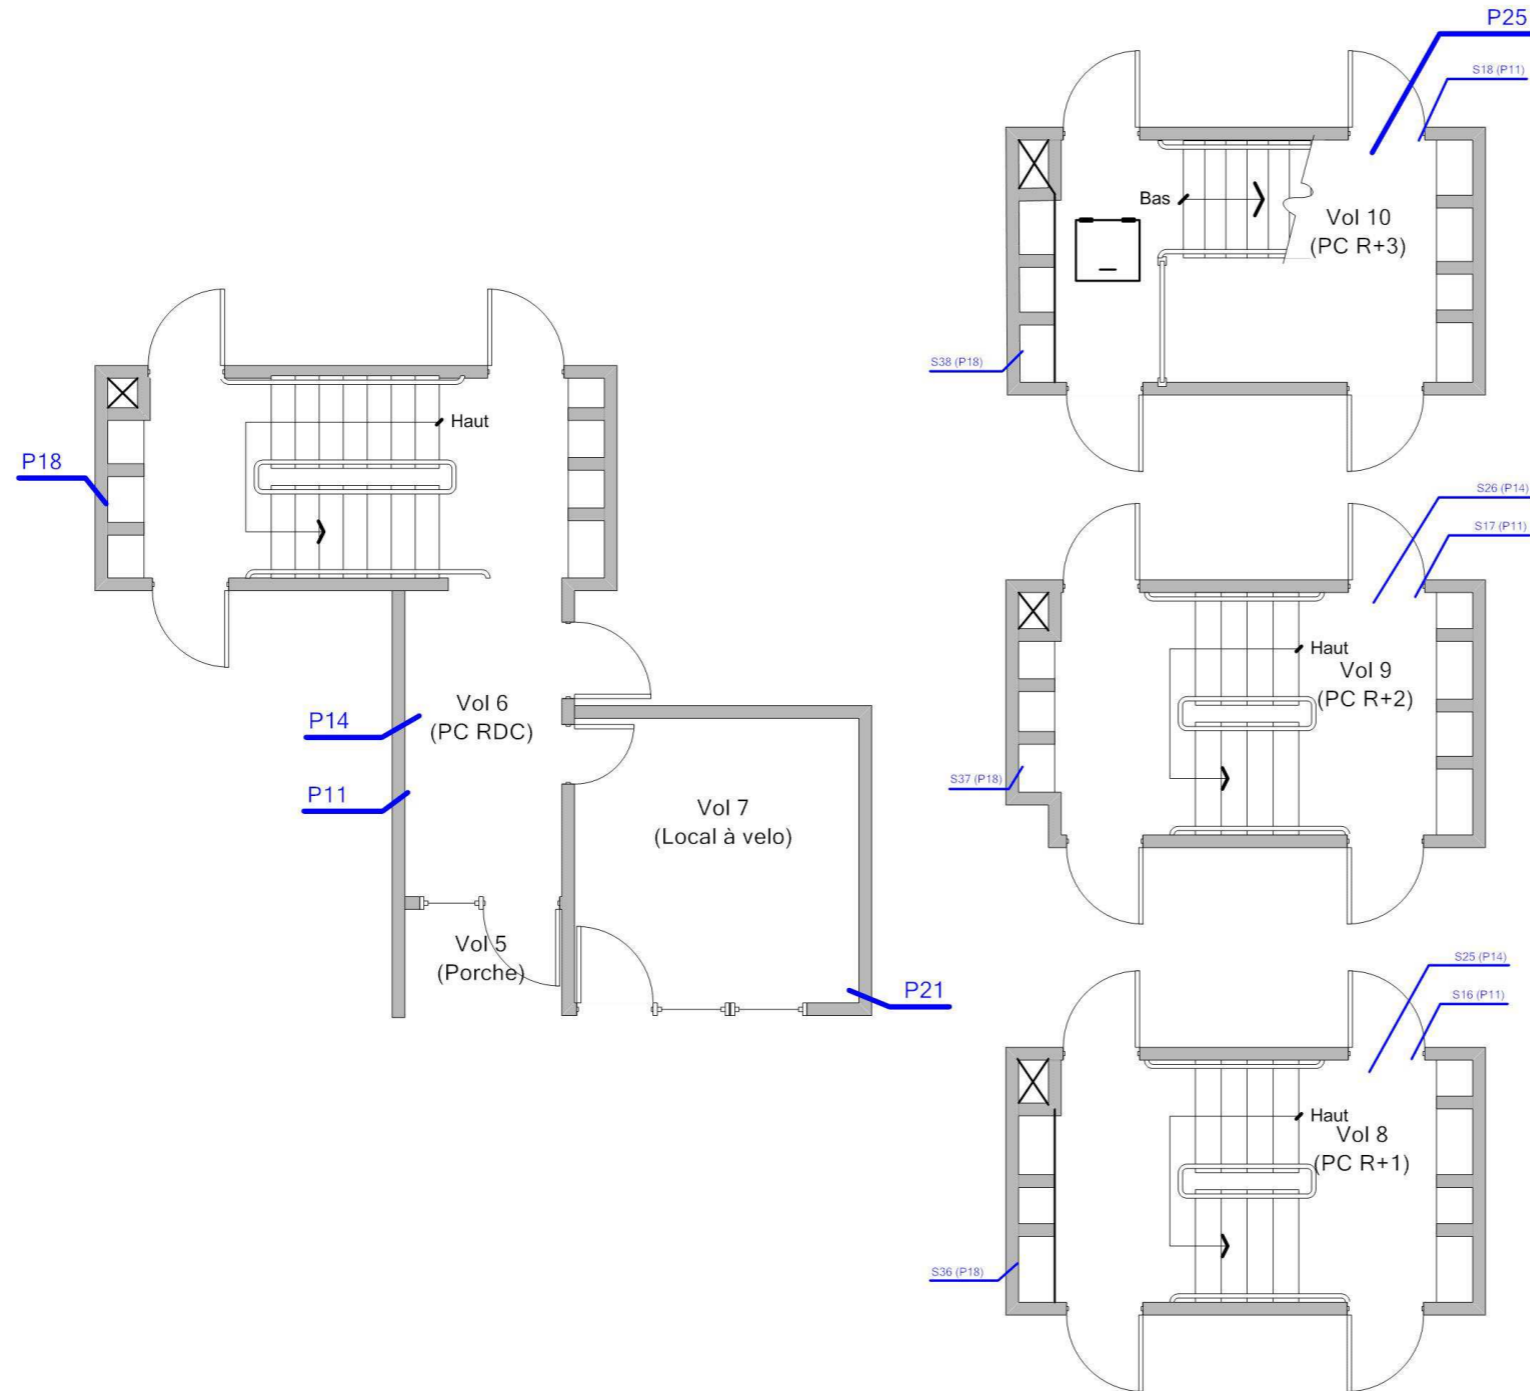 P25
S18 (P11)
Bas
Vol 10
(PC R+3)
S38 (P18)
Haut
P18
S26 (P14)
S17 (P11)
Haut
Vol 9
(PC R+2)
S37 (P18)
Vol 6
(PC RDC)
P14
P11
Vol 7
(Local à velo)
Vol 5
(Porche)
P21
S25 (P14)
S16 (P11)
Haut
Vol 8
(PC R+1)
S36 (P18)